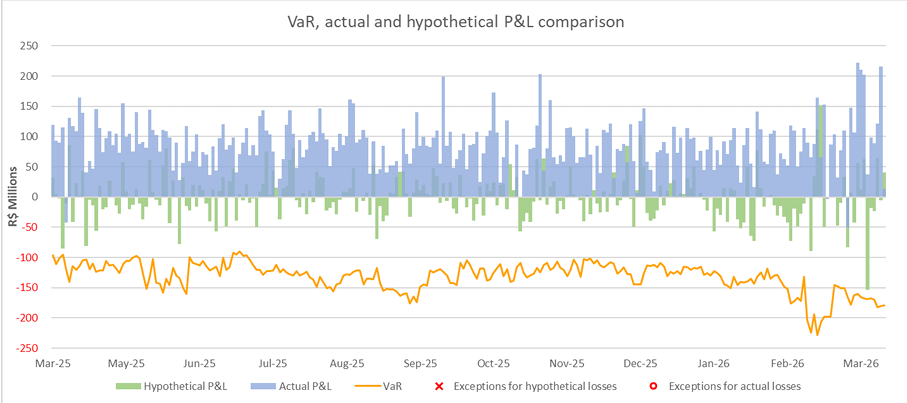 VaR, actual and hypothetical P&L comparison
R$ Millions
250
200
150
100
50
0
-50
-100
-150
-200
-250
Mar-25 May-25 Jun-25 Jul-25 Aug-25 Sep-25 Oct-25 Nov-25 Dec-25 Jan-26 Feb-26 Mar-26
Hypothetical P&L Actual P&L VaR Exceptions for hypothetical losses Exceptions for actual losses